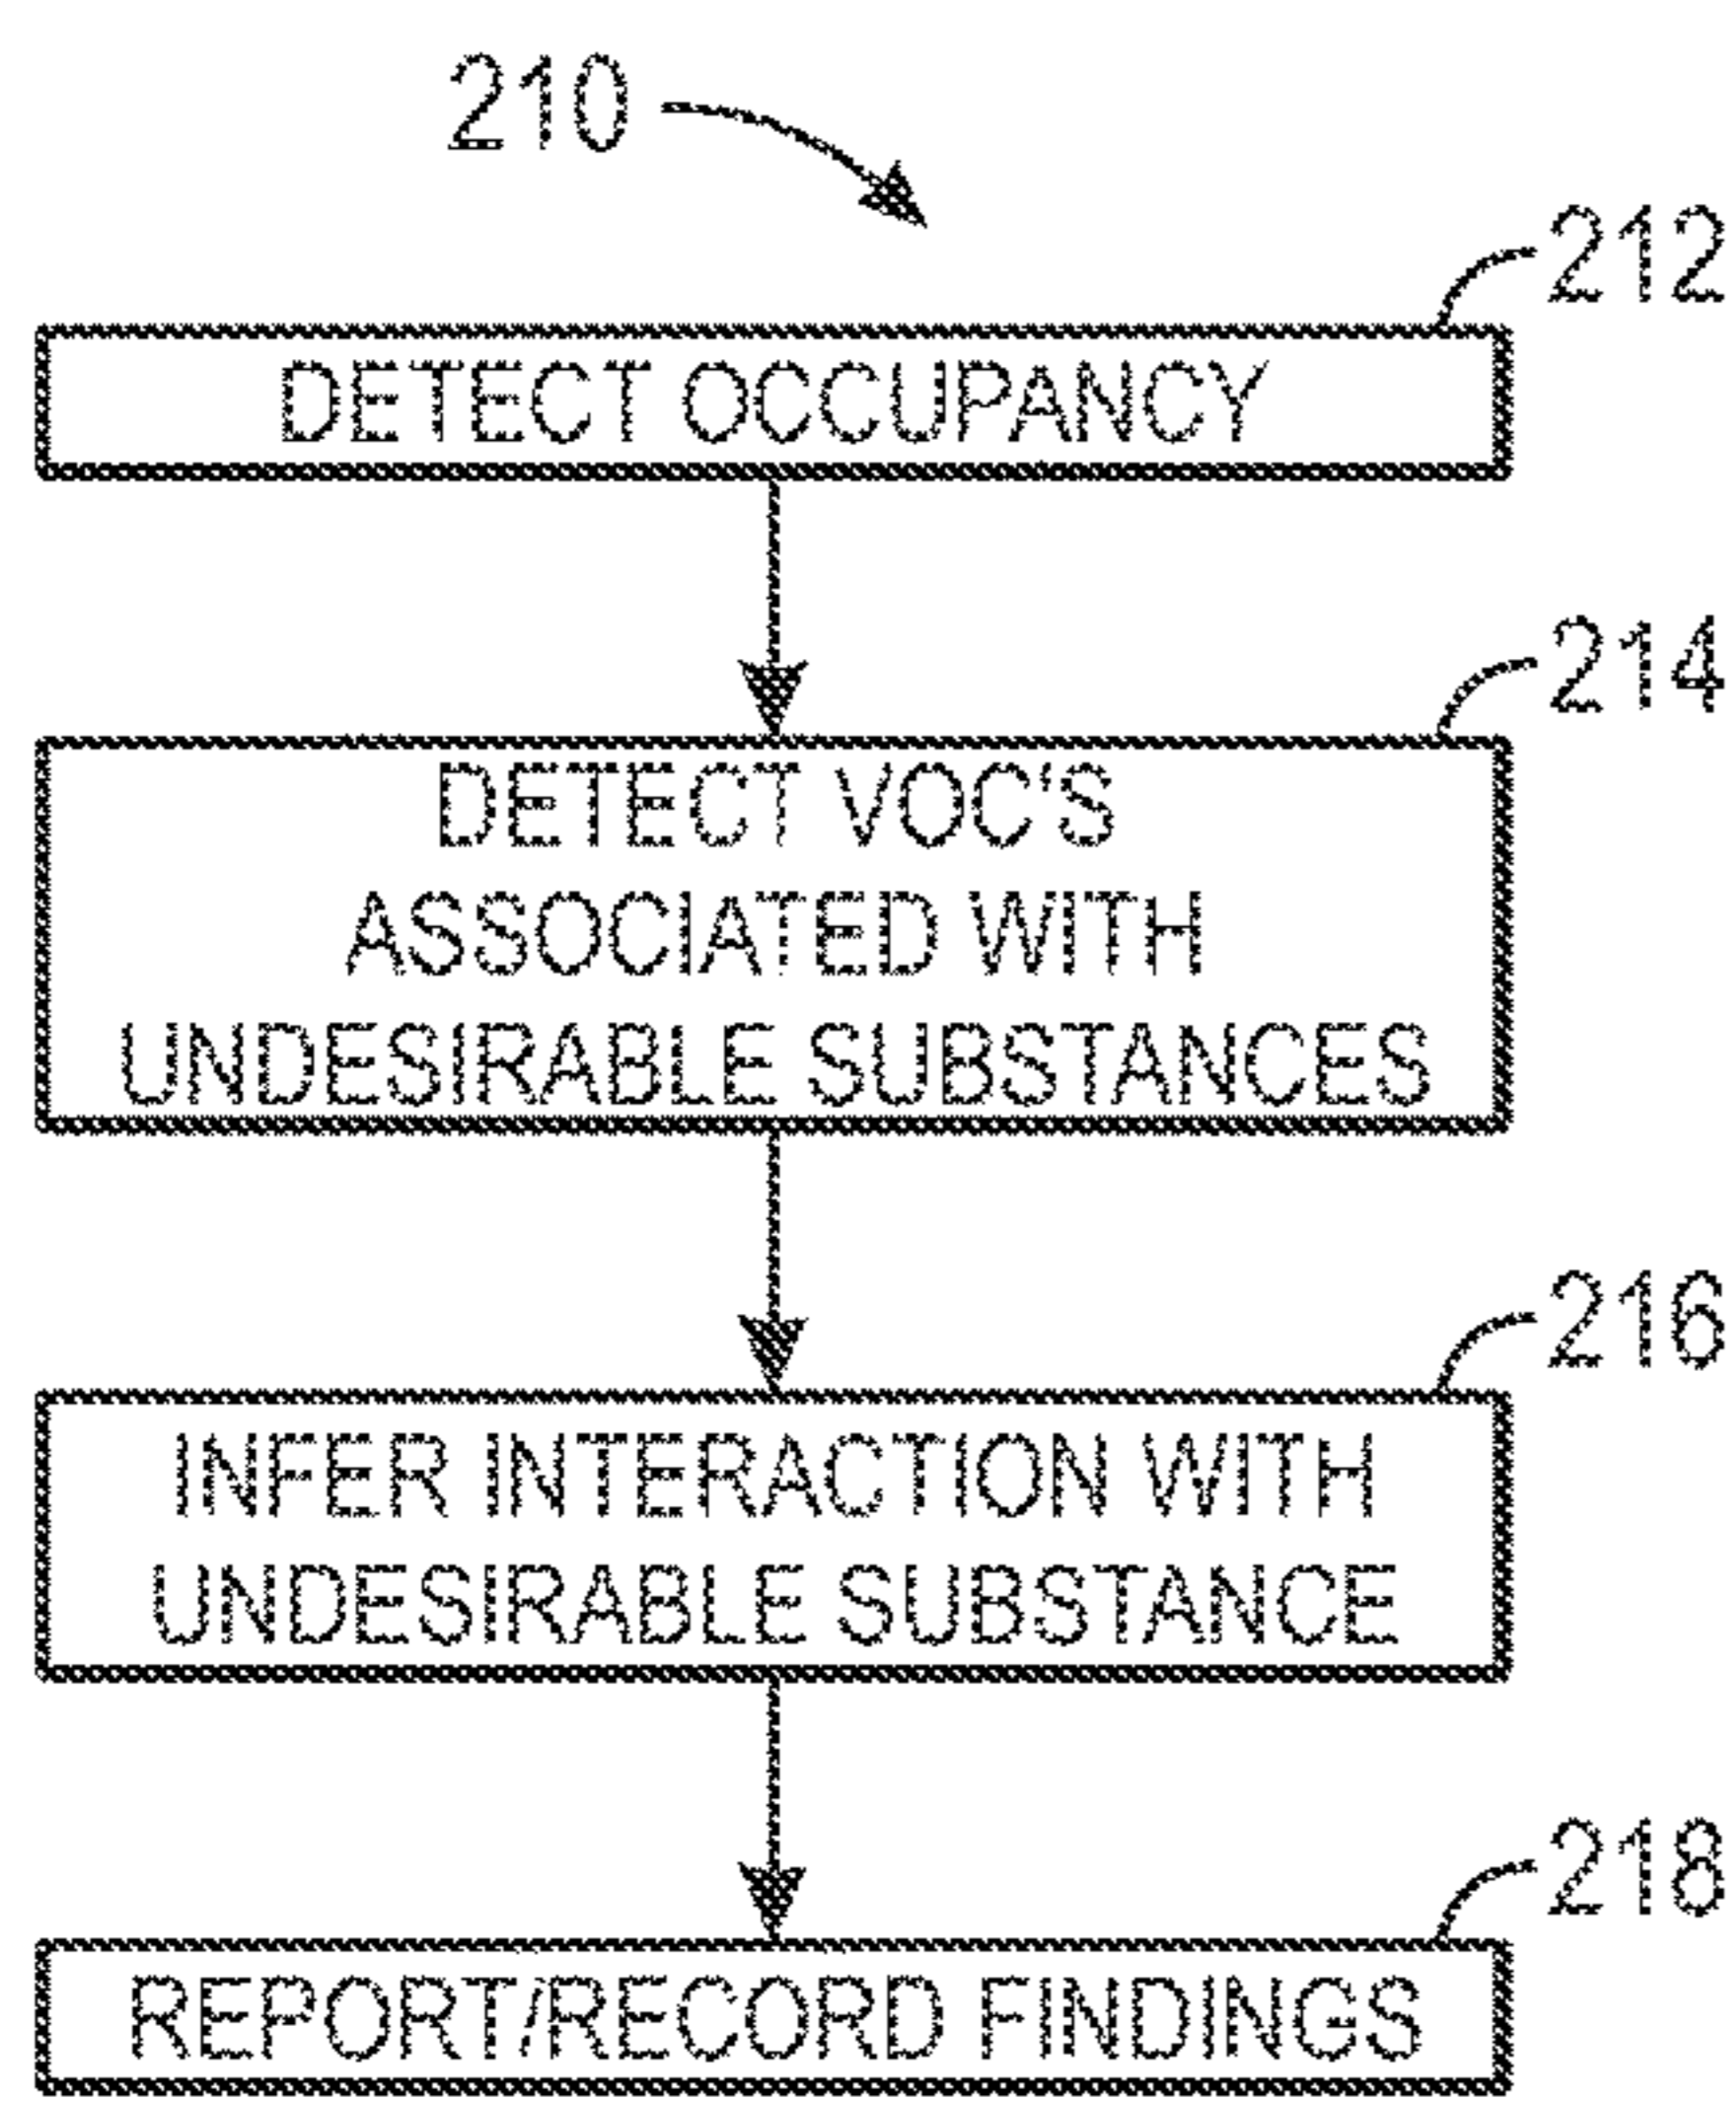 210
212
DETECT OCCUPANCY
214
DETECT VOC'S
ASSOCIATED WITH
UNDESIRABLE SUBSTANCES
216
INFER INTERACTION WITH
UNDESIRABLE SUBSTANCE
218
REPORT/RECORD FINDINGS